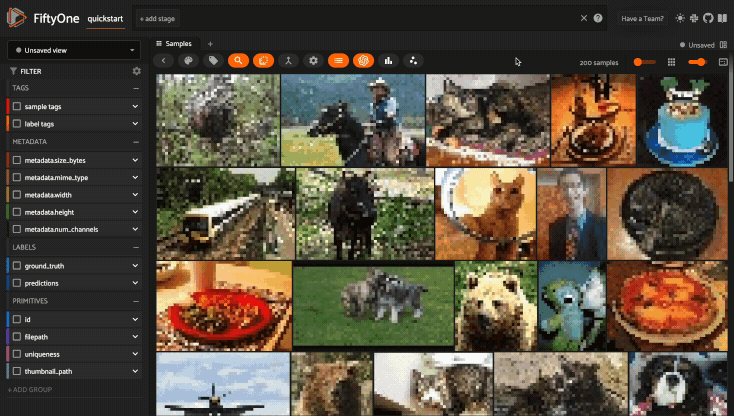 FiftyOne
quickstart
+ add stage
Have a Team?
Unsaved view
Samples
+
Unsaved
200 samples
FILTER
TAGS
sample tags
label tags
METADATA
metadata.size_bytes
metadata.mime_type
metadata.width
metadata.height
metadata.num_channels
LABELS
ground_truth
predictions
PRIMITIVES
id
filepath
uniqueness
thumbnail_path
+ ADD GROUP